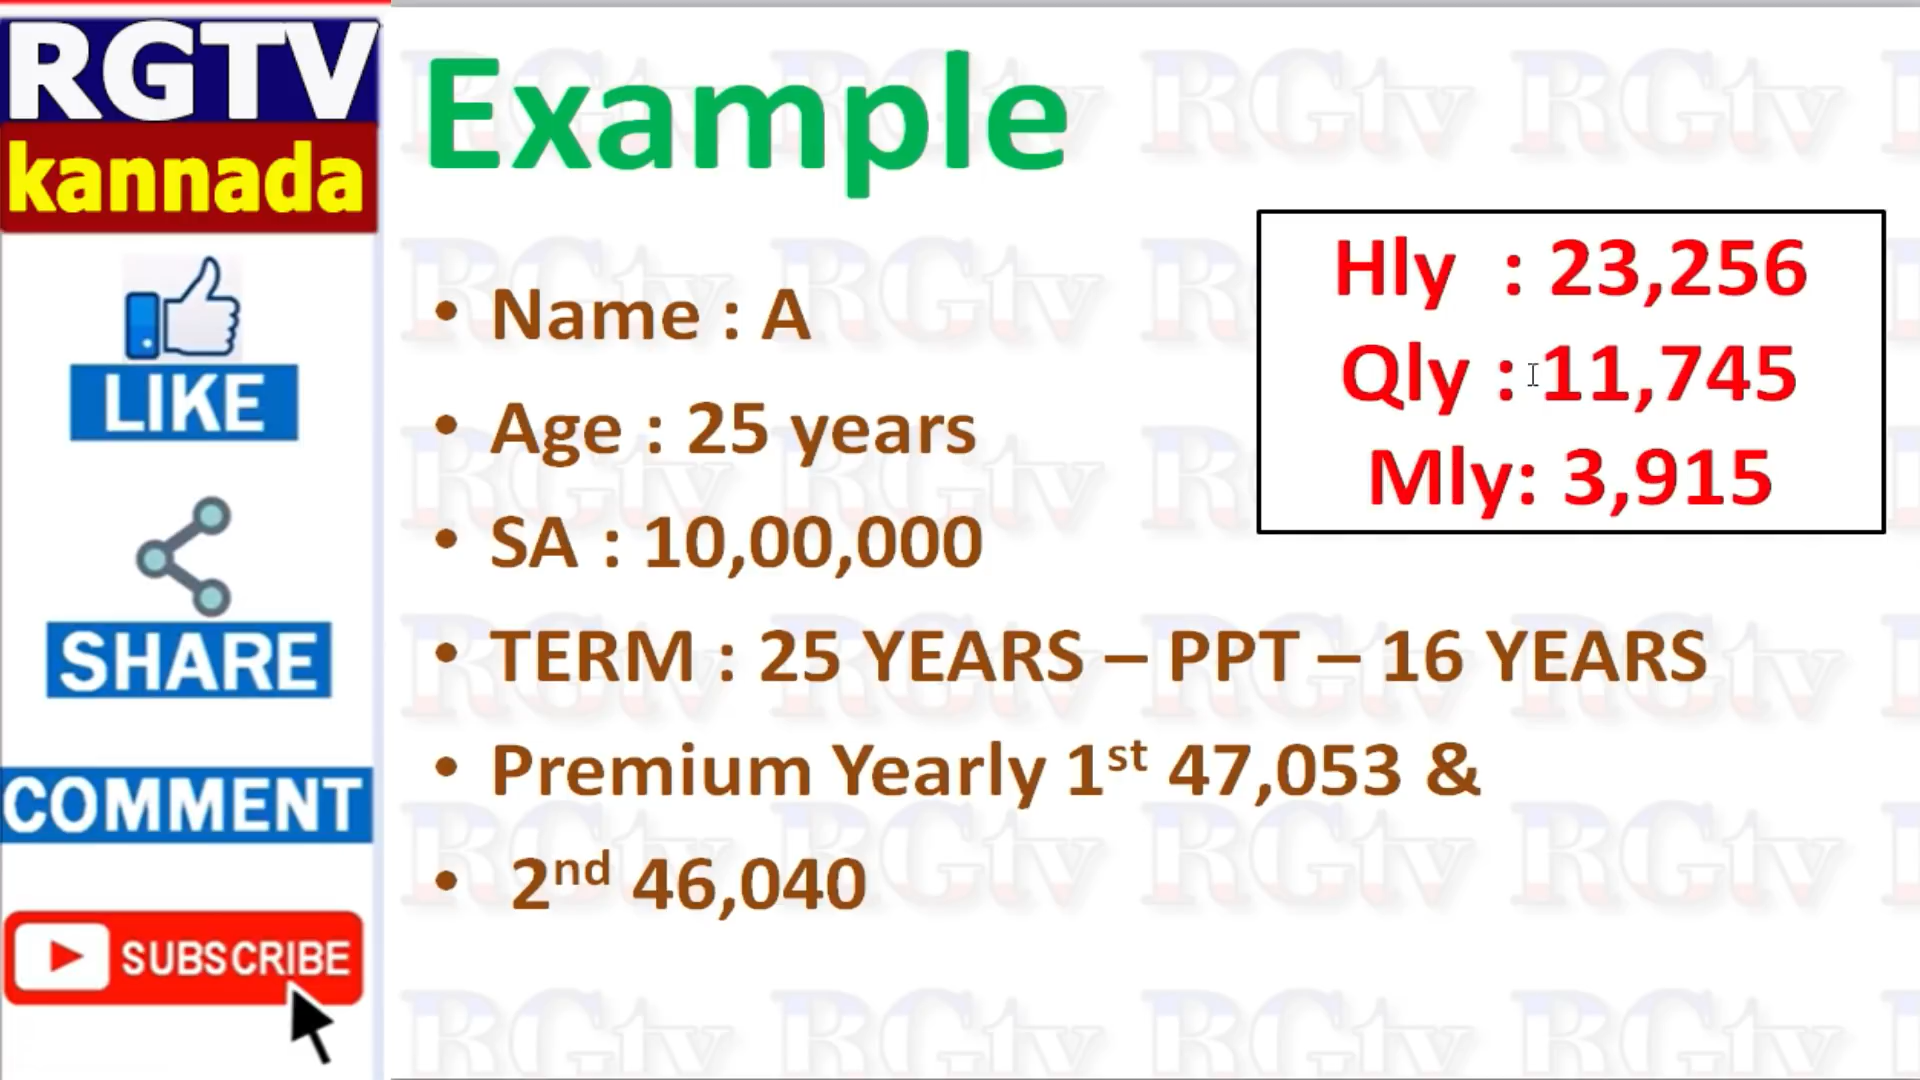 RGTV
kannada
LIKE
SHARE
COMMENT
SUBSCRIBE
Example
• Name : A
• Age : 25 years
• SA : 10,00,000
• TERM : 25 YEARS – PPT – 16 YEARS
• Premium Yearly 1st 47,053 &
• 2nd 46,040
Hly : 23,256
Qly : 11,745
Mly: 3,915